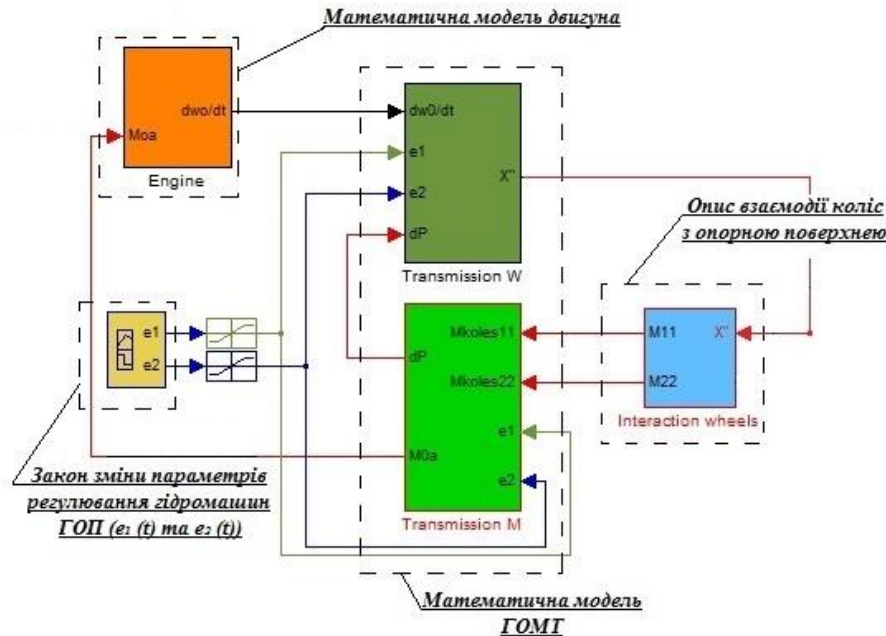 Математична модель двигуна
dwo/dt
Moa
Engine
dw0/dt
e1
e2
dP
X''
Transmission W
Опис взаємодії коліс
з опорною поверхнею
e1
e2
Mkoles11
Mkoles22
dP
e1
M0a
e2
Transmission M
M11
X''
M22
Interaction wheels
Закон зміни параметрів
регулювання гідромашин
ГОП (e₁ (t) та e₂ (t))
Математична модель
ГОМТ